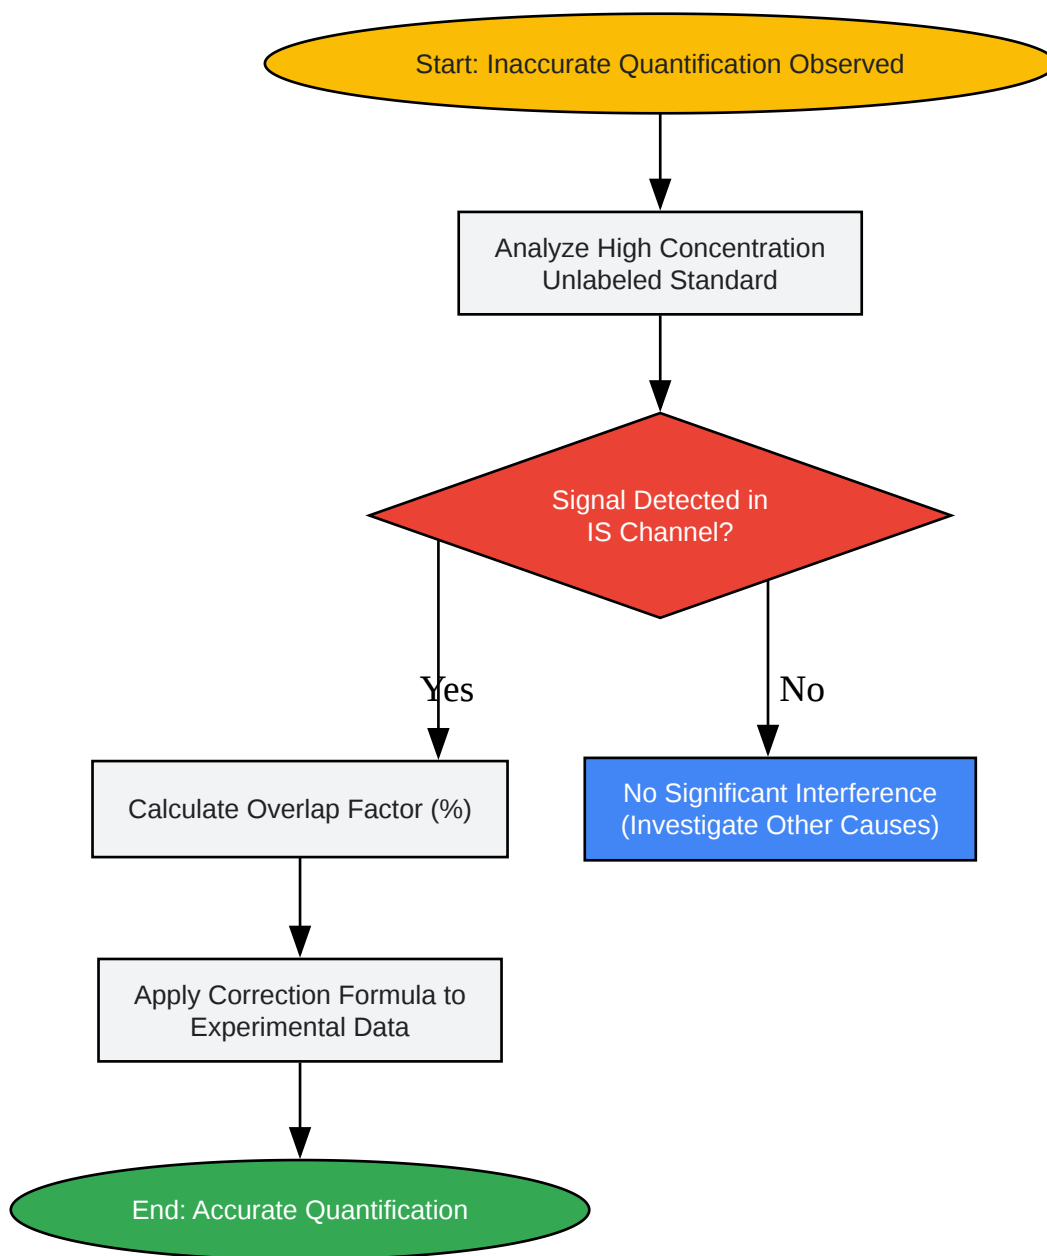 Start: Inaccurate Quantification Observed
Analyze High Concentration
Unlabeled Standard
Signal Detected in
IS Channel?
Yes
No
Calculate Overlap Factor (%)
No Significant Interference
(Investigate Other Causes)
Apply Correction Formula to
Experimental Data
End: Accurate Quantification